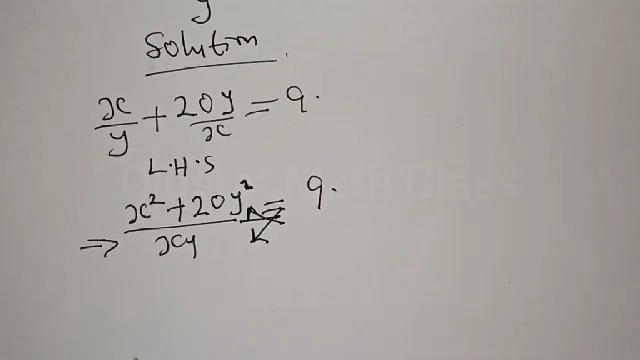 y
Solution
x/y + 20y/x = 9.
L.H.S
⇒ x² + 20y²/xy = 9.